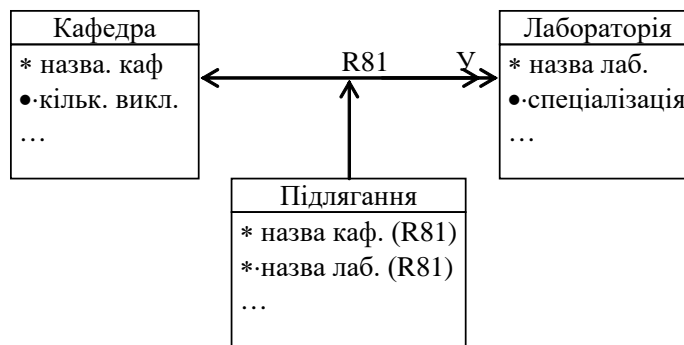 Кафедра
* назва. каф
●·кільк. викл.
…
R81
У
Лабораторія
* назва лаб.
●·спеціалізація
…
Підлягання
* назва каф. (R81)
*·назва лаб. (R81)
…